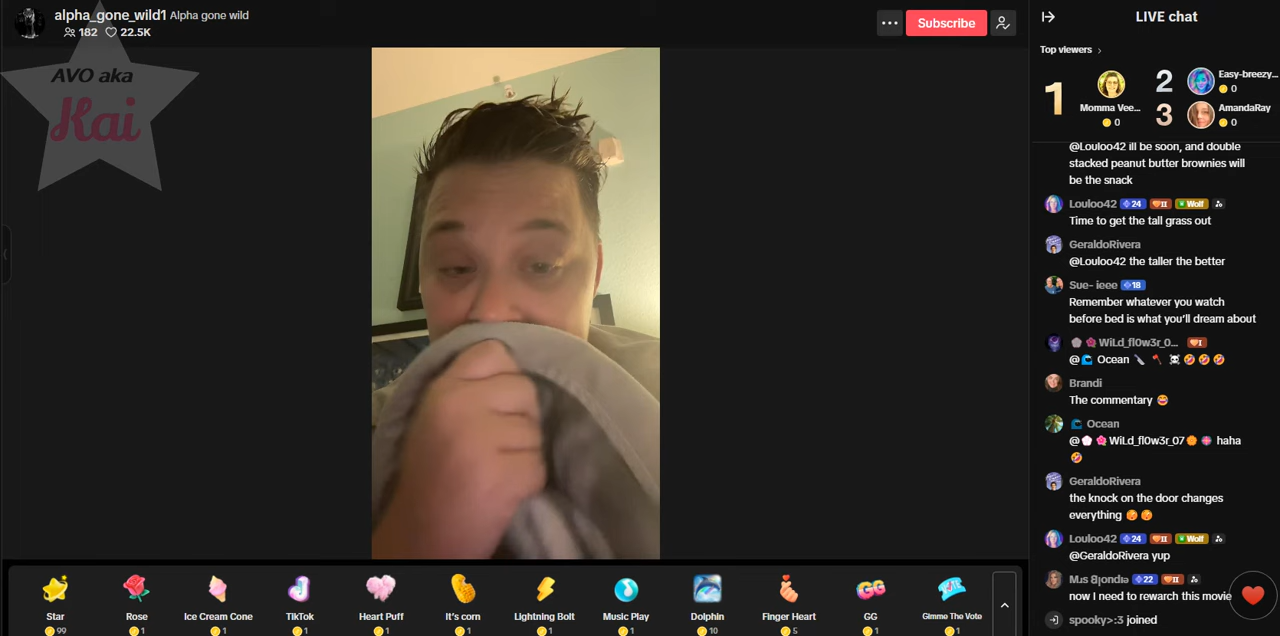 alpha_gone_wild1 Alpha gone wild
182 22.5K
Subscribe
AVO aka
Kai
LIVE chat
Top viewers
1
Momma Vee...
0
2
Easy-breezy...
0
3
AmandaRay
0
@Louloo42 ill be soon, and double
stacked peanut butter brownies will
be the snack
Louloo42 24 II Wolf
Time to get the tall grass out
GeraldoRivera
@Louloo42 the taller the better
Sue- ieee 18
Remember whatever you watch
before bed is what you'll dream about
WiLd_fl0w3r_0... I
@🌊 Ocean 🔪 🪓 ☠️ 🤣 🤣 🤣
Brandi
The commentary 😂
🌊 Ocean
@ WiLd_fl0w3r_07 haha
🤣
GeraldoRivera
the knock on the door changes
everything
Louloo42 24 II Wolf
@GeraldoRivera yup
22 II
now I need to rewarch this movie
spooky>:3 joined
Star
99
Rose
1
Ice Cream Cone
1
TikTok
1
Heart Puff
1
It's corn
1
Lightning Bolt
1
Music Play
1
Dolphin
10
Finger Heart
5
GG
1
Gimme The Vote
1